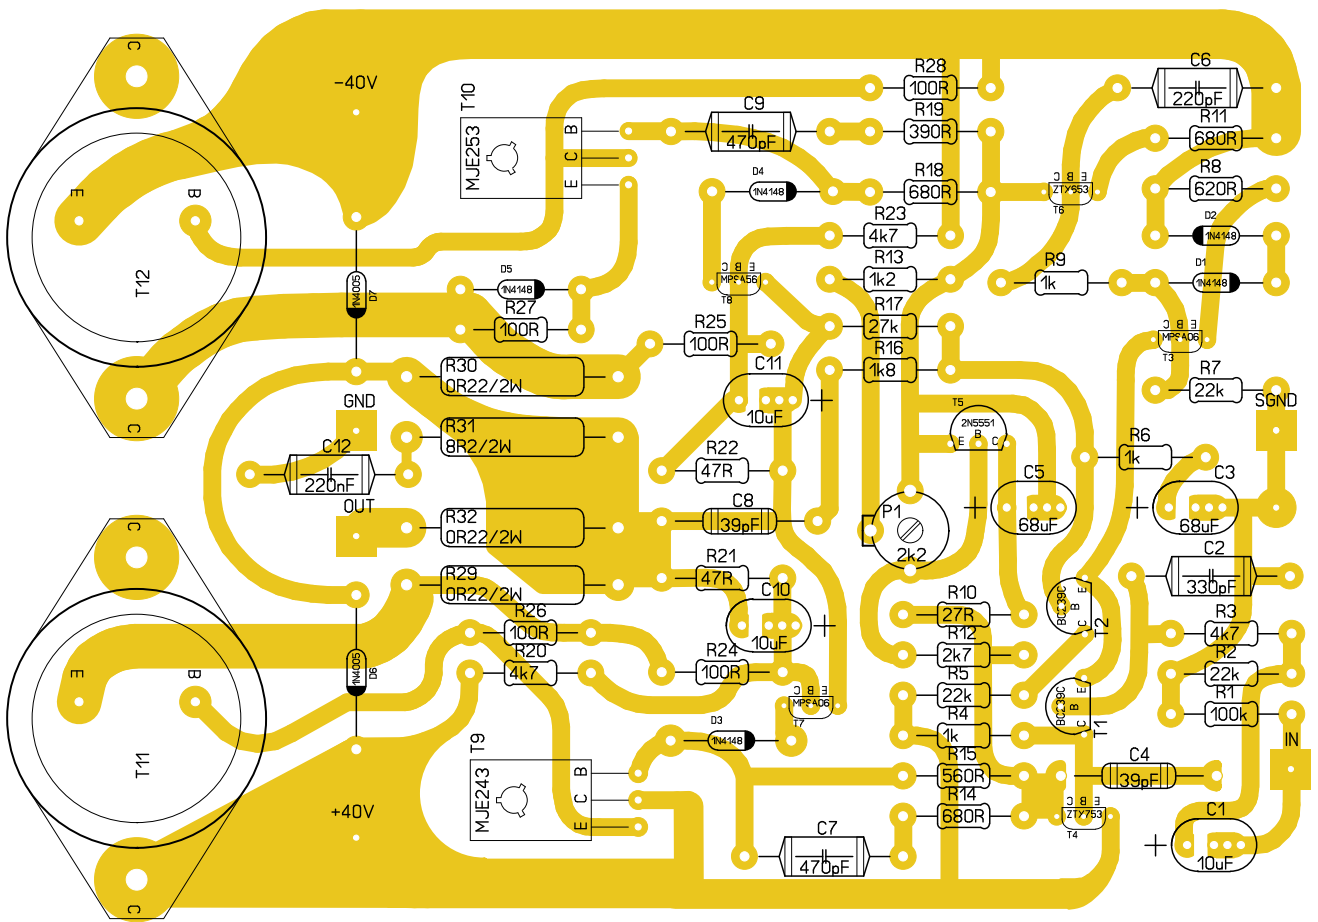 C
-40V
T10
MJE253
B
C
E
C9
470pF
R28
100R
R19
390R
R18
680R
C6
220pF
R11
680R
R8
620R
D2
1N4148
D1
1N4148
E
B
T12
C
D4
1N4148
C B E
MPSA56
T8
R23
4k7
R13
1k2
R17
27k
R16
1k8
C B E
ZTX653
T6
R9
1k
C B E
MPSA06
T3
R7
22k
SGND
1N4005
D7
D5
1N4148
R27
100R
R25
100R
R30
0R22/2W
R31
8R2/2W
GND
C12
220nF
OUT
R32
0R22/2W
R29
0R22/2W
C11
10uF
R22
47R
C8
39pF
R21
47R
C10
10uF
T5
2N5551
E B C
P1
2k2
C5
68uF
R6
1k
C3
68uF
C2
330pF
C
E
B
T11
C
1N4005
D6
R26
100R
R20
4k7
R24
100R
C B E
MPSA06
T7
R10
27R
R12
2k7
R5
22k
R4
1k
R15
560R
R14
680R
BC239C
E
B
C
T2
BC239C
E
B
C
T1
R3
4k7
R2
22k
R1
100k
IN
+40V
T9
MJE243
B
C
E
D3
1N4148
C7
470pF
C4
39pF
C B E
ZTX753
T4
C1
10uF